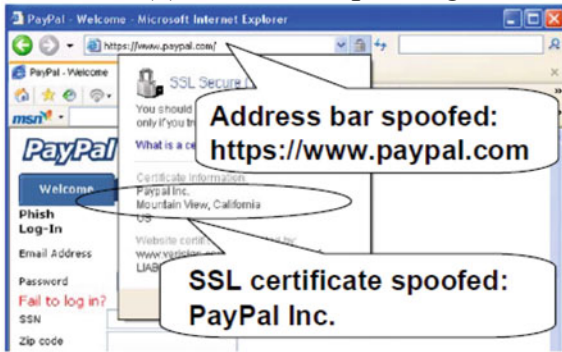 PayPal - Welcome - Microsoft Internet Explorer
https://www.paypal.com/
PayPal - Welcome
SSL Secure
msn
You should
only if you tru
Address bar spoofed:
https://www.paypal.com
What is a ce
PayPal
Certificate Information:
Paypal Inc.
Mountain View, California
US
Welcome
Phish
Log-In
Website certif
www.verisign
LIAB
Email Address
SSL certificate spoofed:
PayPal Inc.
Password
Fail to log in?
SSN
Zip code